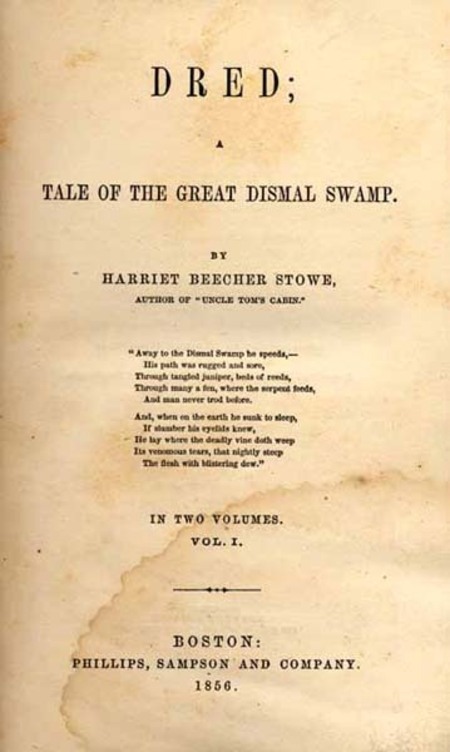 DRED;
A
TALE OF THE GREAT DISMAL SWAMP.
BY
HARRIET BEECHER STOWE,
AUTHOR OF "UNCLE TOM'S CABIN."
"Away to the Dismal Swamp he speeds,—
His path was rugged and sore,
Through tangled juniper, beds of reeds,
Through many a fen, where the serpent feeds,
And man never trod before.
And, when on the earth he sunk to sleep,
If slumber his eyelids knew,
He lay where the deadly vine doth weep
Its venomous tears, that nightly steep
The flesh with blistering dew."
IN TWO VOLUMES.
VOL. I.
BOSTON:
PHILLIPS, SAMPSON AND COMPANY.
1856.